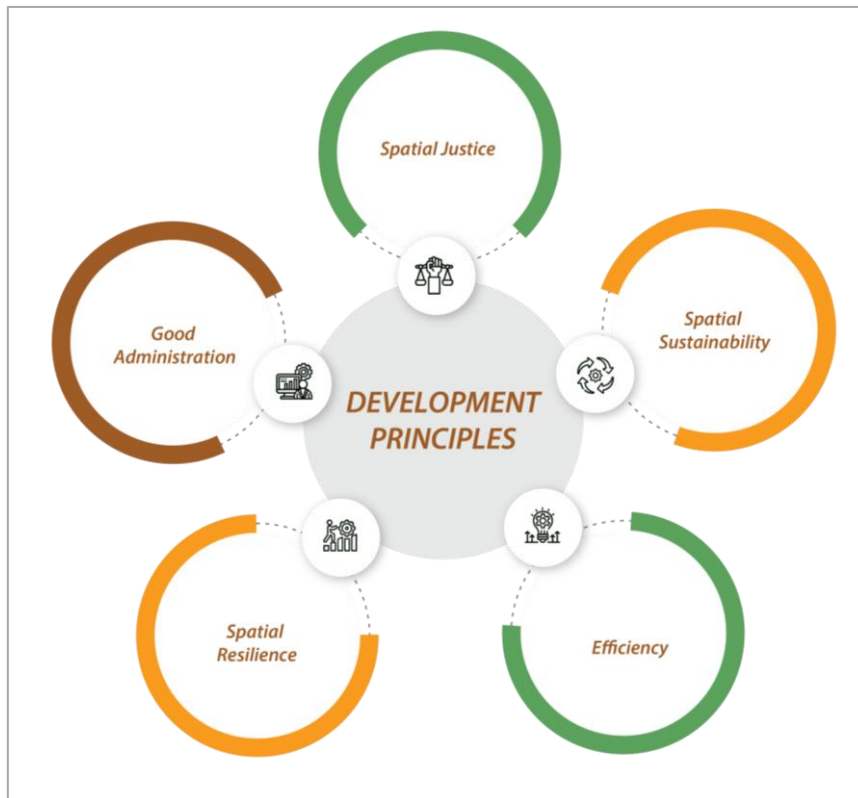 Spatial Justice
Good
Administration
Spatial
Sustainability
DEVELOPMENT
PRINCIPLES
Spatial
Resilience
Efficiency